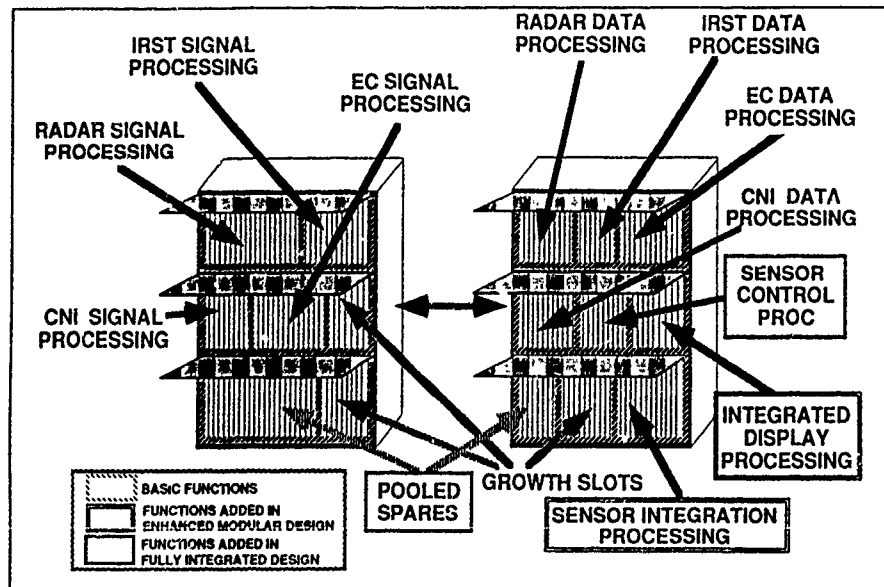 RADAR DATA
PROCESSING
IRST DATA
PROCESSING
IRST SIGNAL
PROCESSING
EC SIGNAL
PROCESSING
EC DATA
PROCESSING
RADAR SIGNAL
PROCESSING
CNI DATA
PROCESSING
SENSOR
CONTROL
PROC
CNI SIGNAL
PROCESSING
INTEGRATED
DISPLAY
PROCESSING
POOLED
SPARES
GROWTH SLOTS
SENSOR INTEGRATION
PROCESSING
BASIC FUNCTIONS
FUNCTIONS ADDED IN
ENHANCED MODULAR DESIGN
FUNCTIONS ADDED IN
FULLY INTEGRATED DESIGN